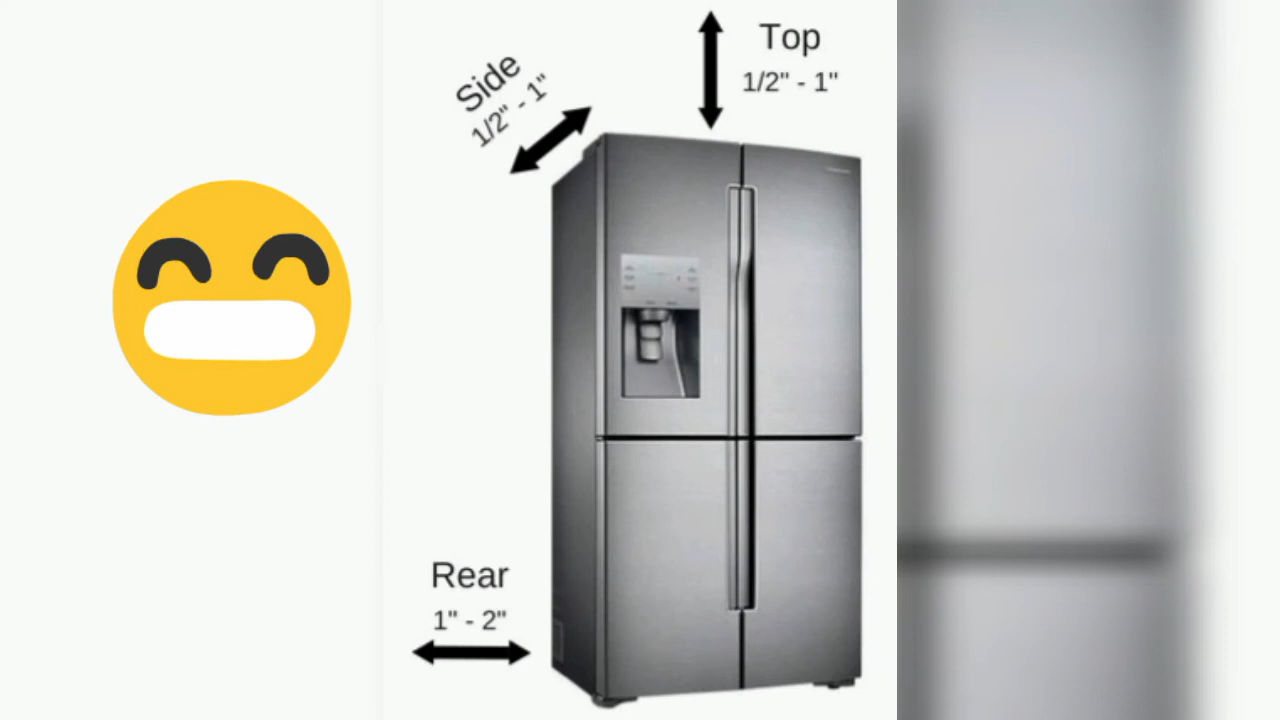 Top
1/2" - 1"
Side
1/2" - 1"
Rear
1" - 2"